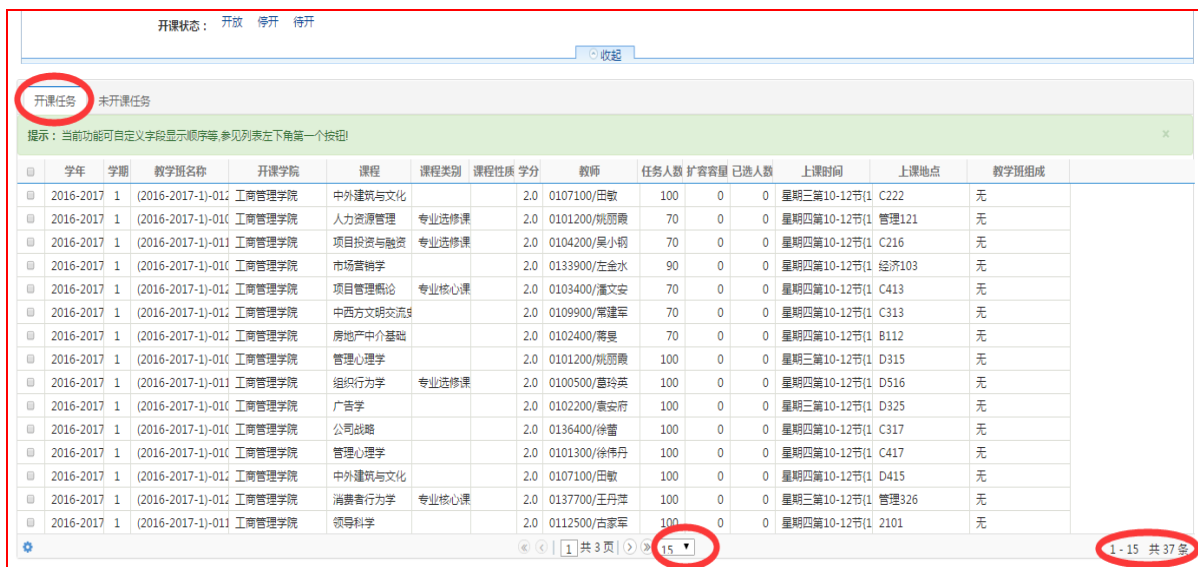 开课状态： 开放 停开 待开
收起
开课任务 未开课任务
提示： 当前功能可自定义字段显示顺序等,参见列表左下角第一个按钮! ×
学年 学期 教学班名称 开课学院 课程 课程类别 课程性质 学分 教师 任务人数 扩容容量 已选人数 上课时间 上课地点 教学班组成
2016-2017 1 (2016-2017-1)-012 工商管理学院 中外建筑与文化 2.0 0107100/田敏 100 0 0 星期三第10-12节{1 C222 无
2016-2017 1 (2016-2017-1)-010 工商管理学院 人力资源管理 专业选修课 2.0 0101200/姚丽霞 70 0 0 星期四第10-12节{1 管理121 无
2016-2017 1 (2016-2017-1)-011 工商管理学院 项目投资与融资 专业选修课 2.0 0104200/吴小钢 70 0 0 星期四第10-12节{1 C216 无
2016-2017 1 (2016-2017-1)-010 工商管理学院 市场营销学 2.0 0133900/左金水 90 0 0 星期四第10-12节{1 经济103 无
2016-2017 1 (2016-2017-1)-012 工商管理学院 项目管理概论 专业核心课 2.0 0103400/潘文安 70 0 0 星期四第10-12节{1 C413 无
2016-2017 1 (2016-2017-1)-012 工商管理学院 中西方文明交流史 2.0 0109900/常建军 70 0 0 星期四第10-12节{1 C313 无
2016-2017 1 (2016-2017-1)-012 工商管理学院 房地产中介基础 2.0 0102400/蒋旻 70 0 0 星期四第10-12节{1 B112 无
2016-2017 1 (2016-2017-1)-010 工商管理学院 管理心理学 2.0 0101200/姚丽霞 100 0 0 星期三第10-12节{1 D315 无
2016-2017 1 (2016-2017-1)-011 工商管理学院 组织行为学 专业选修课 2.0 0100500/葛玲英 100 0 0 星期四第10-12节{1 D516 无
2016-2017 1 (2016-2017-1)-010 工商管理学院 广告学 2.0 0102200/袁安府 100 0 0 星期三第10-12节{1 D325 无
2016-2017 1 (2016-2017-1)-010 工商管理学院 公司战略 2.0 0136400/徐蕾 100 0 0 星期四第10-12节{1 C317 无
2016-2017 1 (2016-2017-1)-010 工商管理学院 管理心理学 2.0 0101300/徐伟丹 100 0 0 星期四第10-12节{1 C417 无
2016-2017 1 (2016-2017-1)-012 工商管理学院 中外建筑与文化 2.0 0107100/田敏 100 0 0 星期四第10-12节{1 D415 无
2016-2017 1 (2016-2017-1)-012 工商管理学院 消费者行为学 专业核心课 2.0 0137700/王丹萍 100 0 0 星期三第10-12节{1 管理326 无
2016-2017 1 (2016-2017-1)-011 工商管理学院 领导科学 2.0 0112500/古家军 100 0 0 星期四第10-12节{1 2101 无
1 共 3 页 15 1 - 15 共 37 条